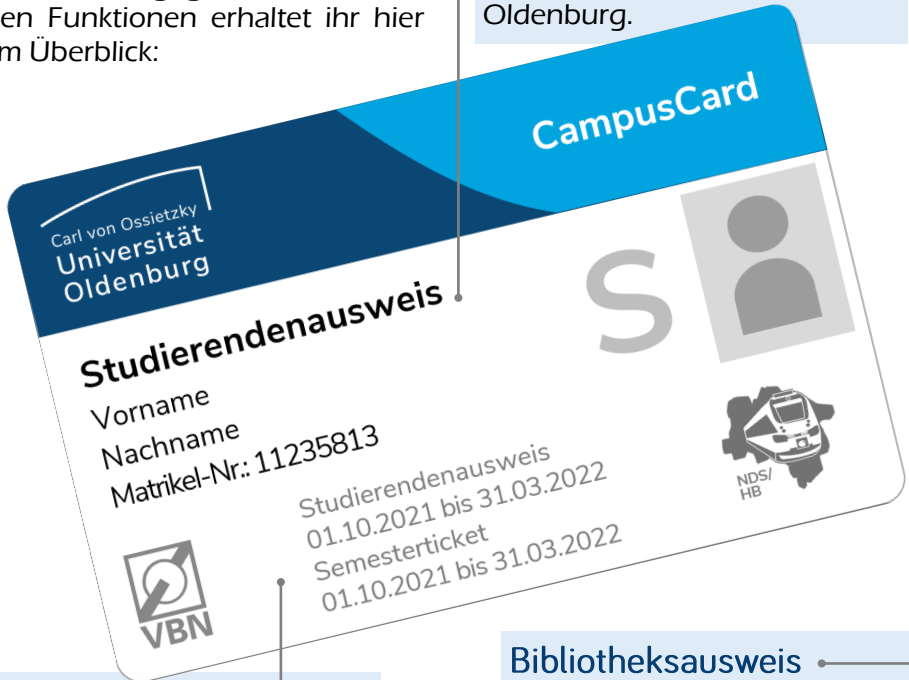 en Funktionen erhaltet ihr hier
m Überblick:
Oldenburg.
CampusCard
Carl von Ossietzky
Universität
Oldenburg
Studierendenausweis
S
Vorname
Nachname
Matrikel-Nr.: 11235813
Studierendenausweis
01.10.2021 bis 31.03.2022
Semesterticket
01.10.2021 bis 31.03.2022
NDS/
HB
VBN
Bibliotheksausweis